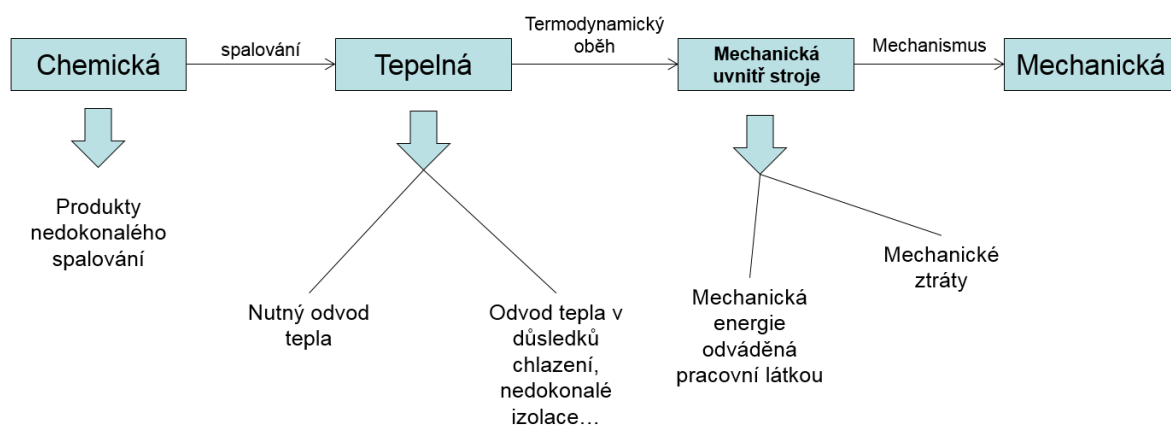 Chemická
spalování
Tepelná
Termodynamický
oběh
Mechanická
uvnitř stroje
Mechanismus
Mechanická
Produkty
nedokonalého
spalování
Nutný odvod
tepla
Odvod tepla v
důsledků
chlazení,
nedokonalé
izolace…
Mechanická
energie
odváděná
pracovní látkou
Mechanické
ztráty